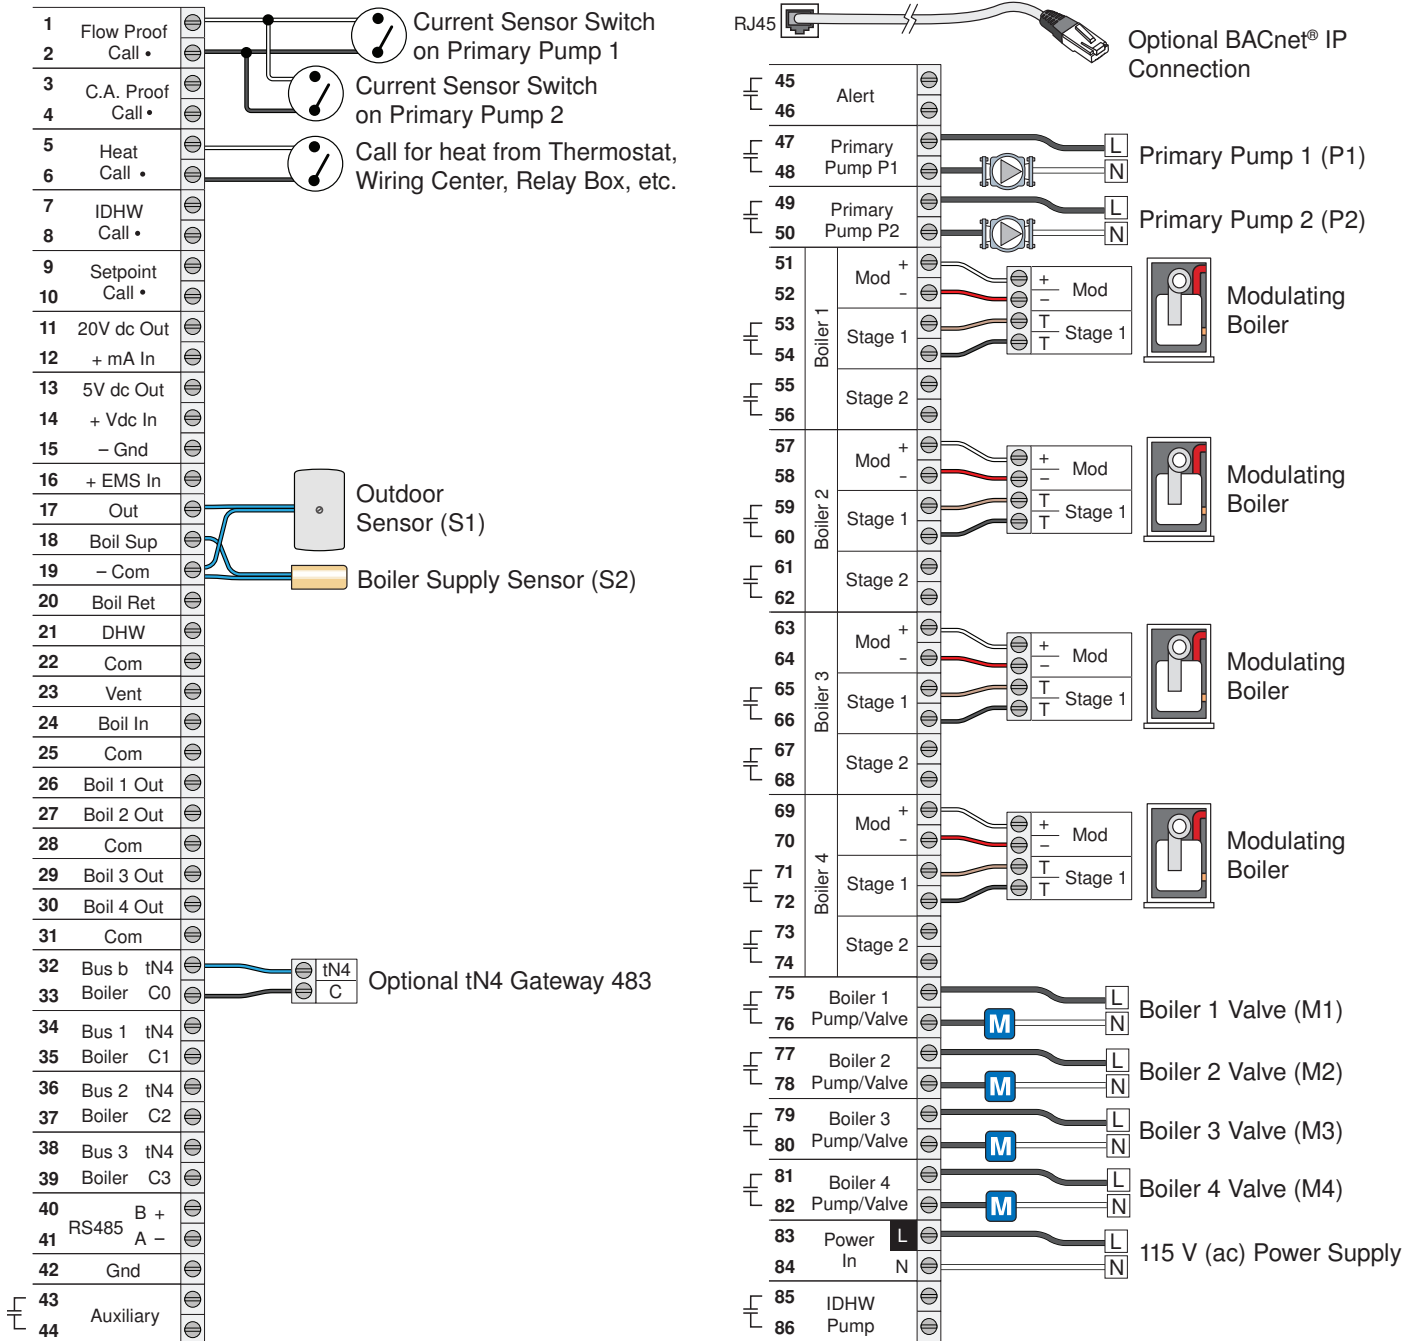 1 Flow Proof
2 Call •
Current Sensor Switch
on Primary Pump 1
3 C.A. Proof
4 Call •
Current Sensor Switch
on Primary Pump 2
5 Heat
6 Call •
Call for heat from Thermostat,
Wiring Center, Relay Box, etc.
7 IDHW
8 Call •
9 Setpoint
10 Call •
11 20V dc Out
12 + mA In
13 5V dc Out
14 + Vdc In
15 – Gnd
16 + EMS In
17 Out
Outdoor
Sensor (S1)
18 Boil Sup
19 – Com
Boiler Supply Sensor (S2)
20 Boil Ret
21 DHW
22 Com
23 Vent
24 Boil In
25 Com
26 Boil 1 Out
27 Boil 2 Out
28 Com
29 Boil 3 Out
30 Boil 4 Out
31 Com
32 Bus b tN4
33 Boiler C0
tN4
C
Optional tN4 Gateway 483
34 Bus 1 tN4
35 Boiler C1
36 Bus 2 tN4
37 Boiler C2
38 Bus 3 tN4
39 Boiler C3
40 B +
RS485
41 A –
42 Gnd
43
Auxiliary
44
RJ45
Optional BACnet® IP
Connection
45
Alert
46
47 Primary
48 Pump P1
L
N
Primary Pump 1 (P1)
49 Primary
50 Pump P2
L
N
Primary Pump 2 (P2)
Boiler 1
51 Mod +
52 -
53
Stage 1
54
55
Stage 2
56
+
– Mod
T
T Stage 1
Modulating
Boiler
Boiler 2
57 Mod +
58 -
59
Stage 1
60
61
Stage 2
62
+
– Mod
T
T Stage 1
Modulating
Boiler
Boiler 3
63 Mod +
64 -
65
Stage 1
66
67
Stage 2
68
+
– Mod
T
T Stage 1
Modulating
Boiler
Boiler 4
69 Mod +
70 -
71
Stage 1
72
73
Stage 2
74
+
– Mod
T
T Stage 1
Modulating
Boiler
75 Boiler 1
76 Pump/Valve
M
L
N
Boiler 1 Valve (M1)
77 Boiler 2
78 Pump/Valve
M
L
N
Boiler 2 Valve (M2)
79 Boiler 3
80 Pump/Valve
M
L
N
Boiler 3 Valve (M3)
81 Boiler 4
82 Pump/Valve
M
L
N
Boiler 4 Valve (M4)
83 Power L
84 In N
L
N
115 V (ac) Power Supply
85 IDHW
86 Pump